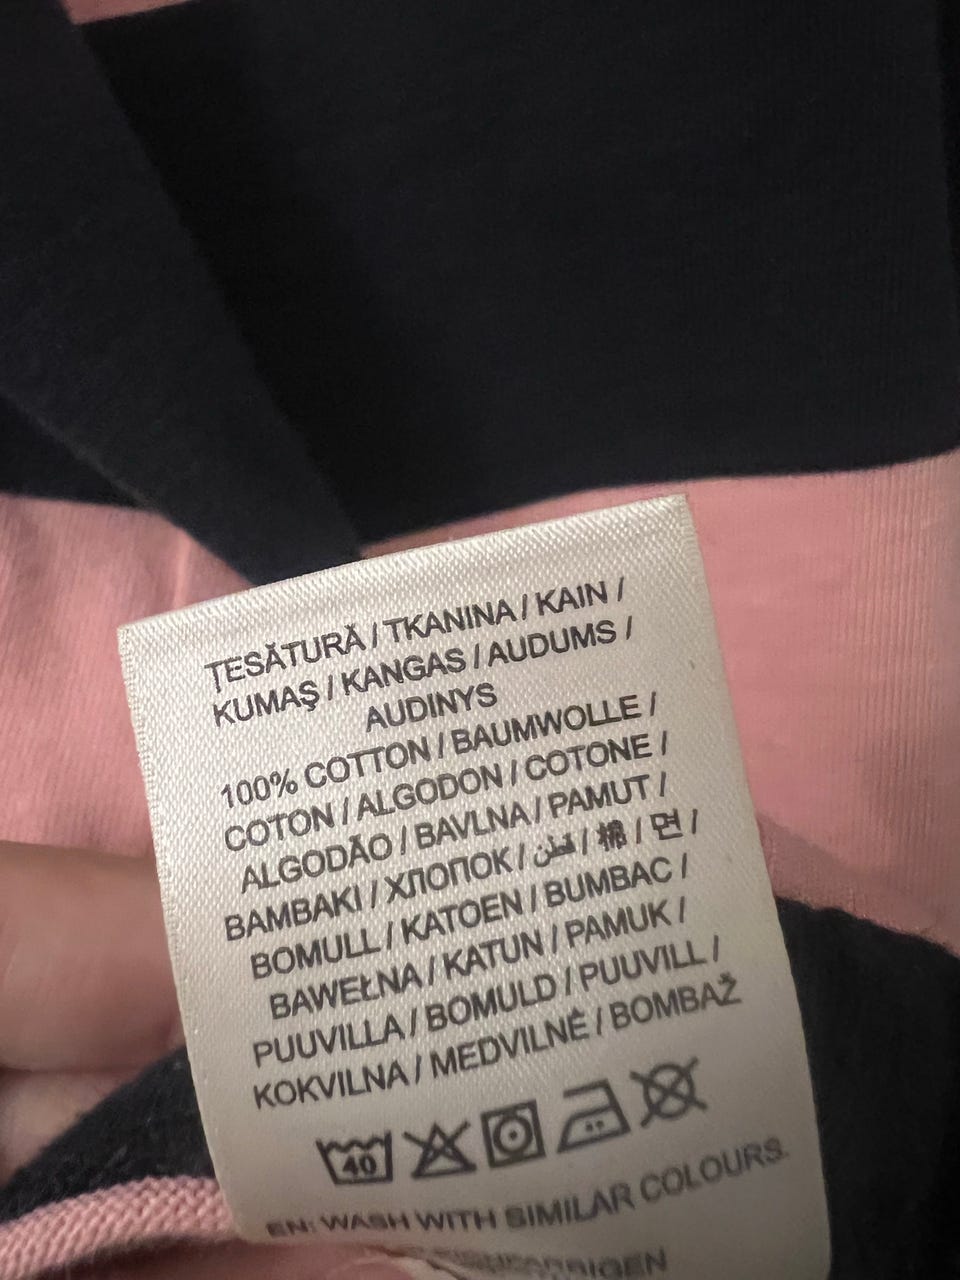 ȚESĂTURĂ / TKANINA / KAIN /
KUMAŞ / KANGAS / AUDUMS /
AUDINYS
100% COTTON / BAUMWOLLE /
COTON / ALGODON / COTONE /
ALGODÃO / BAVLNA / PAMUT /
BAMBAKI / ХЛОПОК / قطن / 棉 / 면 /
BOMULL / KATOEN / BUMBAC /
BAWEŁNA / KATUN / PAMUK /
PUUVILLA / BOMULD / PUUVILL /
KOKVILNA / MEDVILNĖ / BOMBAŽ
40
EN: WASH WITH SIMILAR COLOURS.